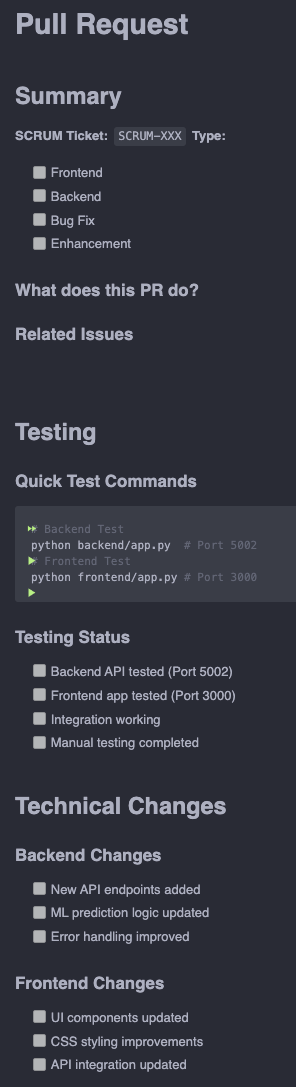 Pull Request
Summary
SCRUM Ticket: SCRUM-XXX Type:
Frontend
Backend
Bug Fix
Enhancement
What does this PR do?
Related Issues
Testing
Quick Test Commands
# Backend Test
python backend/app.py # Port 5002
# Frontend Test
python frontend/app.py # Port 3000
Testing Status
Backend API tested (Port 5002)
Frontend app tested (Port 3000)
Integration working
Manual testing completed
Technical Changes
Backend Changes
New API endpoints added
ML prediction logic updated
Error handling improved
Frontend Changes
UI components updated
CSS styling improvements
API integration updated